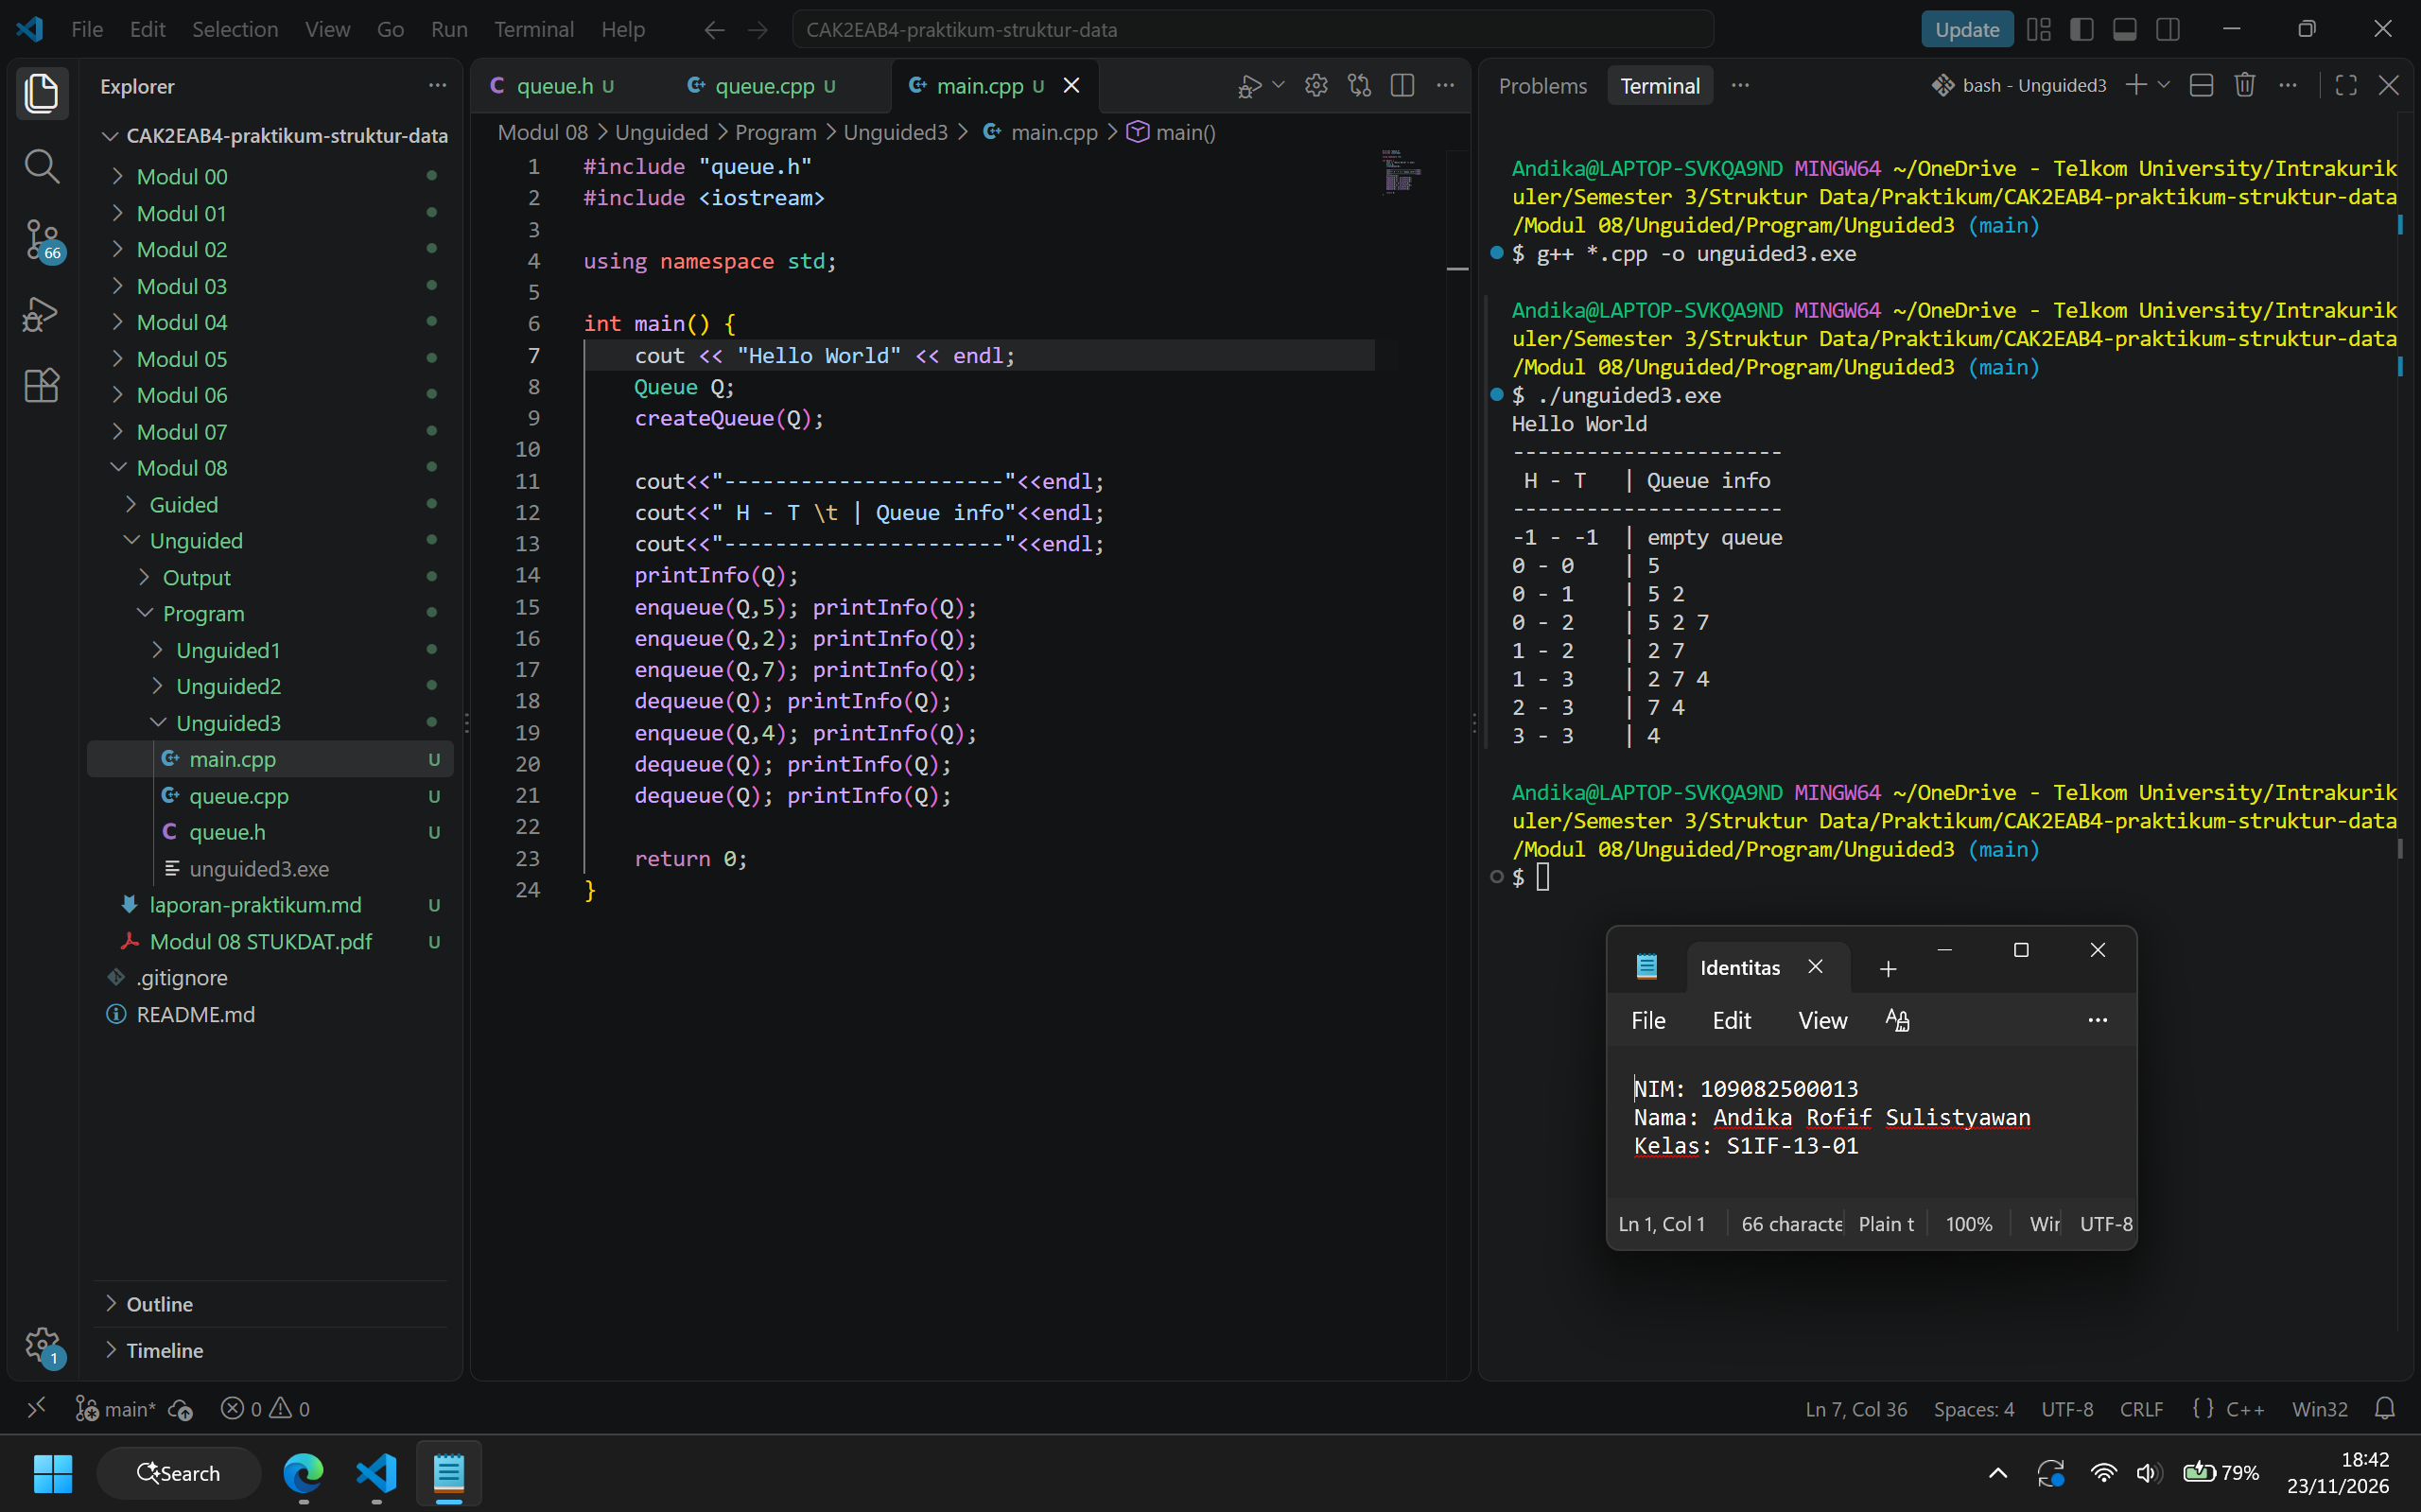 File Edit Selection View Go Run Terminal Help
CAK2EAB4-praktikum-struktur-data
Update
Explorer
CAK2EAB4-praktikum-struktur-data
Modul 00
Modul 01
Modul 02
Modul 03
Modul 04
Modul 05
Modul 06
Modul 07
Modul 08
Guided
Unguided
Output
Program
Unguided1
Unguided2
Unguided3
main.cpp U
queue.cpp U
queue.h U
unguided3.exe
laporan-praktikum.md U
Modul 08 STUKDAT.pdf U
.gitignore
README.md
Outline
Timeline
66
1
queue.h U queue.cpp U main.cpp U
Modul 08 > Unguided > Program > Unguided3 > main.cpp > main()
1 #include "queue.h"
2 #include <iostream>
3
4 using namespace std;
5
6 int main() {
7 cout << "Hello World" << endl;
8 Queue Q;
9 createQueue(Q);
10
11 cout<<"----------------------"<<endl;
12 cout<<" H - T \t | Queue info"<<endl;
13 cout<<"----------------------"<<endl;
14 printInfo(Q);
15 enqueue(Q,5); printInfo(Q);
16 enqueue(Q,2); printInfo(Q);
17 enqueue(Q,7); printInfo(Q);
18 dequeue(Q); printInfo(Q);
19 enqueue(Q,4); printInfo(Q);
20 dequeue(Q); printInfo(Q);
21 dequeue(Q); printInfo(Q);
22
23 return 0;
24 }
Problems Terminal
bash - Unguided3
Andika@LAPTOP-SVKQA9ND MINGW64 ~/OneDrive - Telkom University/Intrakurik
uler/Semester 3/Struktur Data/Praktikum/CAK2EAB4-praktikum-struktur-data
/Modul 08/Unguided/Program/Unguided3 (main)
$ g++ *.cpp -o unguided3.exe
Andika@LAPTOP-SVKQA9ND MINGW64 ~/OneDrive - Telkom University/Intrakurik
uler/Semester 3/Struktur Data/Praktikum/CAK2EAB4-praktikum-struktur-data
/Modul 08/Unguided/Program/Unguided3 (main)
$ ./unguided3.exe
Hello World
----------------------
H - T | Queue info
----------------------
-1 - -1 | empty queue
0 - 0 | 5
0 - 1 | 5 2
0 - 2 | 5 2 7
1 - 2 | 2 7
1 - 3 | 2 7 4
2 - 3 | 7 4
3 - 3 | 4
Andika@LAPTOP-SVKQA9ND MINGW64 ~/OneDrive - Telkom University/Intrakurik
uler/Semester 3/Struktur Data/Praktikum/CAK2EAB4-praktikum-struktur-data
/Modul 08/Unguided/Program/Unguided3 (main)
$
Identitas
File Edit View
NIM: 109082500013
Nama: Andika Rofif Sulistyawan
Kelas: S1IF-13-01
Ln 1, Col 1 66 characte Plain t 100% Wir UTF-8
main* 0 0
Ln 7, Col 36 Spaces: 4 UTF-8 CRLF {} C++ Win32
Search
79%
18:42
23/11/2026